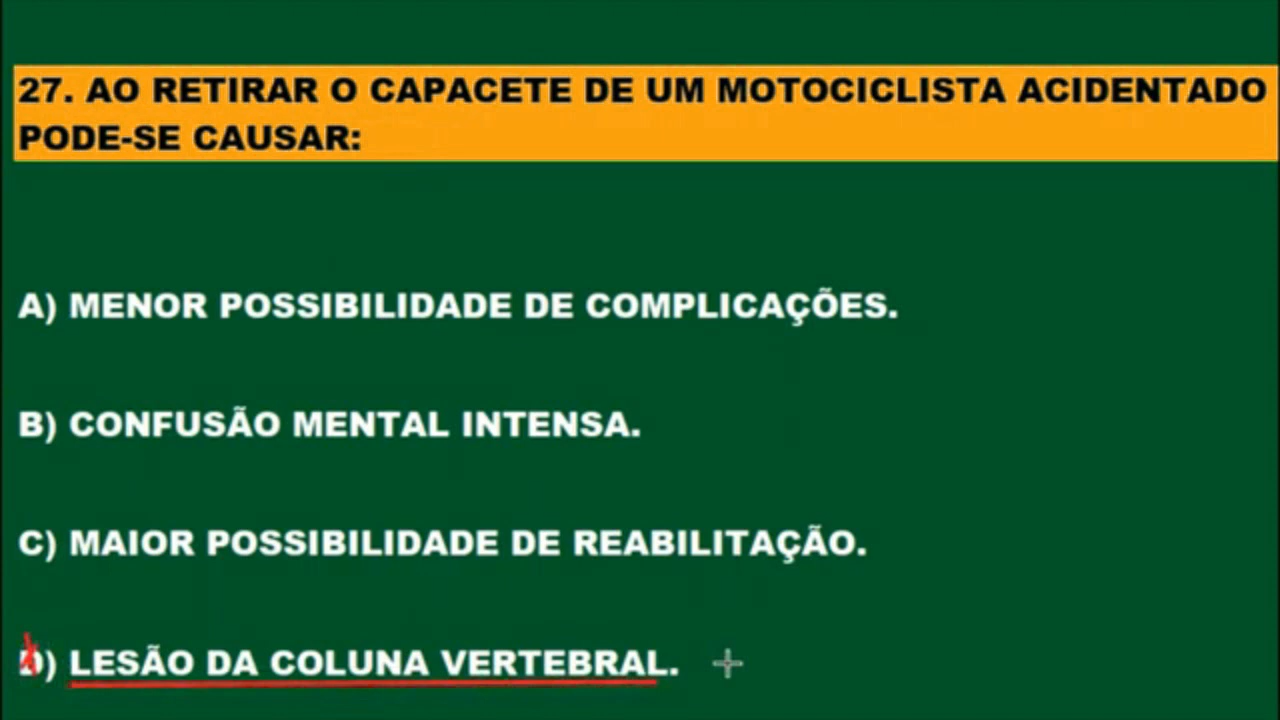 27. AO RETIRAR O CAPACETE DE UM MOTOCICLISTA ACIDENTADO
PODE-SE CAUSAR:
A) MENOR POSSIBILIDADE DE COMPLICAÇÕES.
B) CONFUSÃO MENTAL INTENSA.
C) MAIOR POSSIBILIDADE DE REABILITAÇÃO.
D) LESÃO DA COLUNA VERTEBRAL.